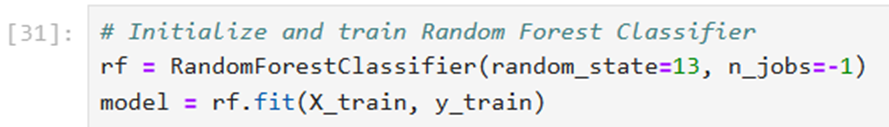 [31]: # Initialize and train Random Forest Classifier
rf = RandomForestClassifier(random_state=13, n_jobs=-1)
model = rf.fit(X_train, y_train)